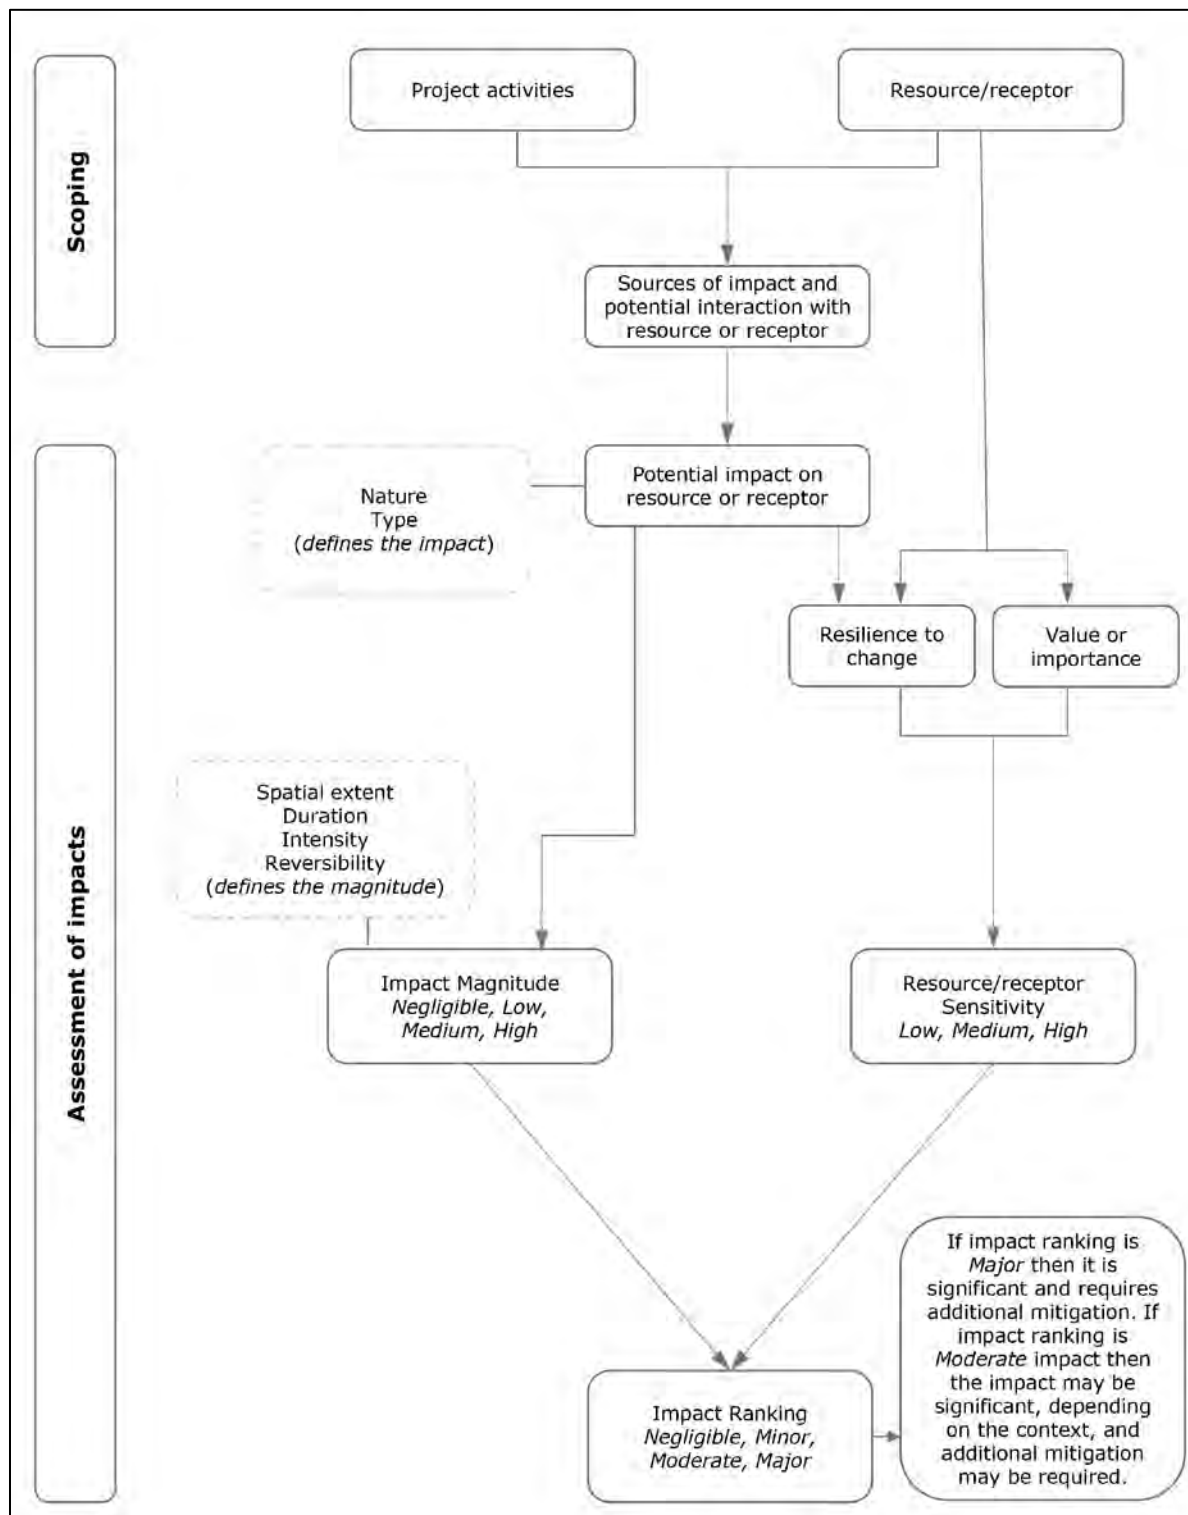 Scoping
Project activities
Resource/receptor
Sources of impact and
potential interaction with
resource or receptor
Assessment of impacts
Potential impact on
resource or receptor
Nature
Type
(defines the impact)
Resilience to
change
Value or
importance
Spatial extent
Duration
Intensity
Reversibility
(defines the magnitude)
Impact Magnitude
Negligible, Low,
Medium, High
Resource/receptor
Sensitivity
Low, Medium, High
Impact Ranking
Negligible, Minor,
Moderate, Major
If impact ranking is
Major then it is
significant and requires
additional mitigation. If
impact ranking is
Moderate impact then
the impact may be
significant, depending
on the context, and
additional mitigation
may be required.